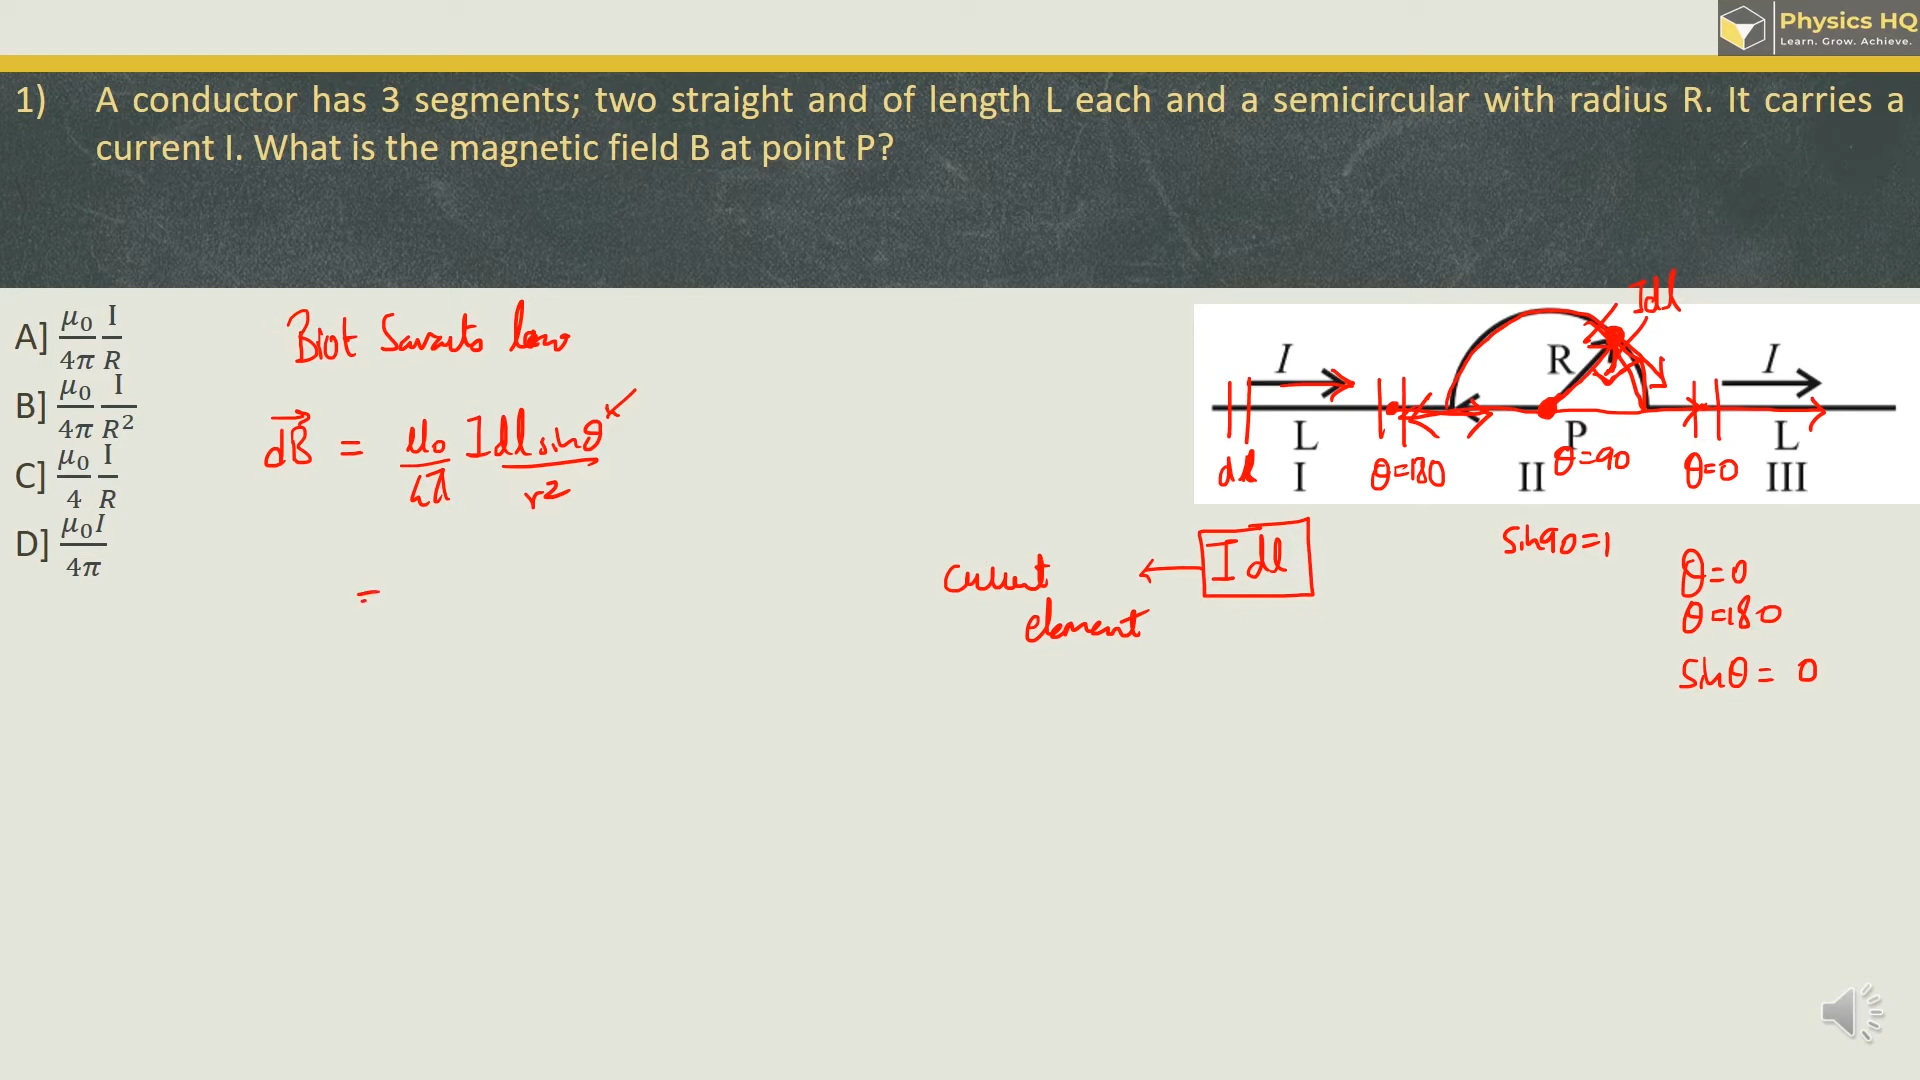 Physics HQ
Learn. Grow. Achieve.
1) A conductor has 3 segments; two straight and of length L each and a semicircular with radius R. It carries a
current I. What is the magnetic field B at point P?
A] μ₀/4π I/R
B] μ₀/4π I/R²
C] μ₀/4 I/R
D] μ₀I/4π
Biot Savarts law
dB = μ₀/4π Idl sinθ/r²
=
Idl
I R I
L P L
dl θ=180 θ=90 θ=0
I II III
current ← Idl
element
sin90=1
θ=0
θ=180
sinθ = 0